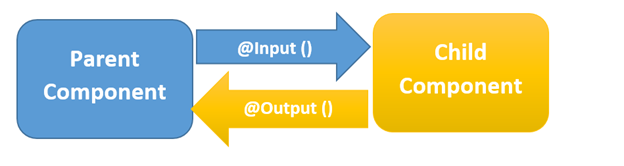 Parent
Component
@Input ()
@Output ()
Child
Component